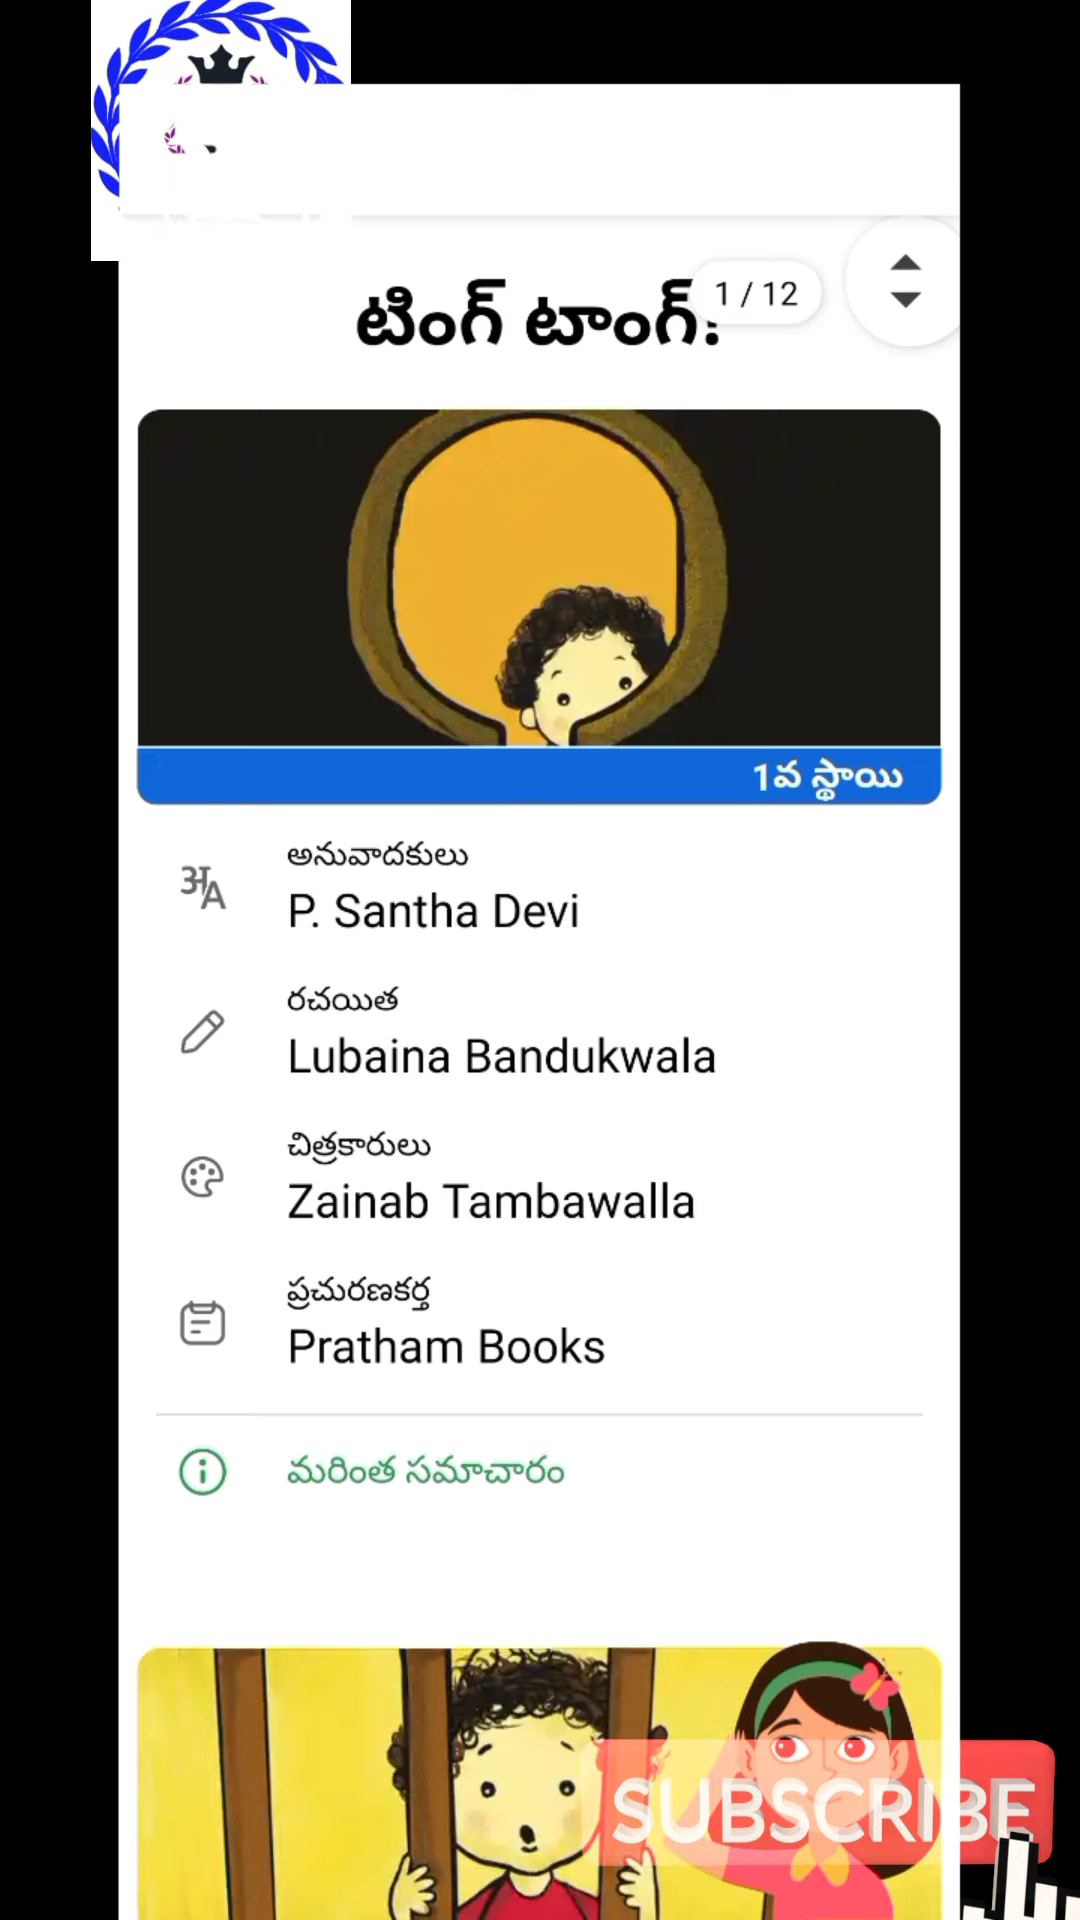 1 / 12
టింగ్ టాంగ్!
1వ స్థాయి
అనువాదకులు
P. Santha Devi
రచయిత
Lubaina Bandukwala
చిత్రకారులు
Zainab Tambawalla
ప్రచురణకర్త
Pratham Books
మరింత సమాచారం
SUBSCRIBE